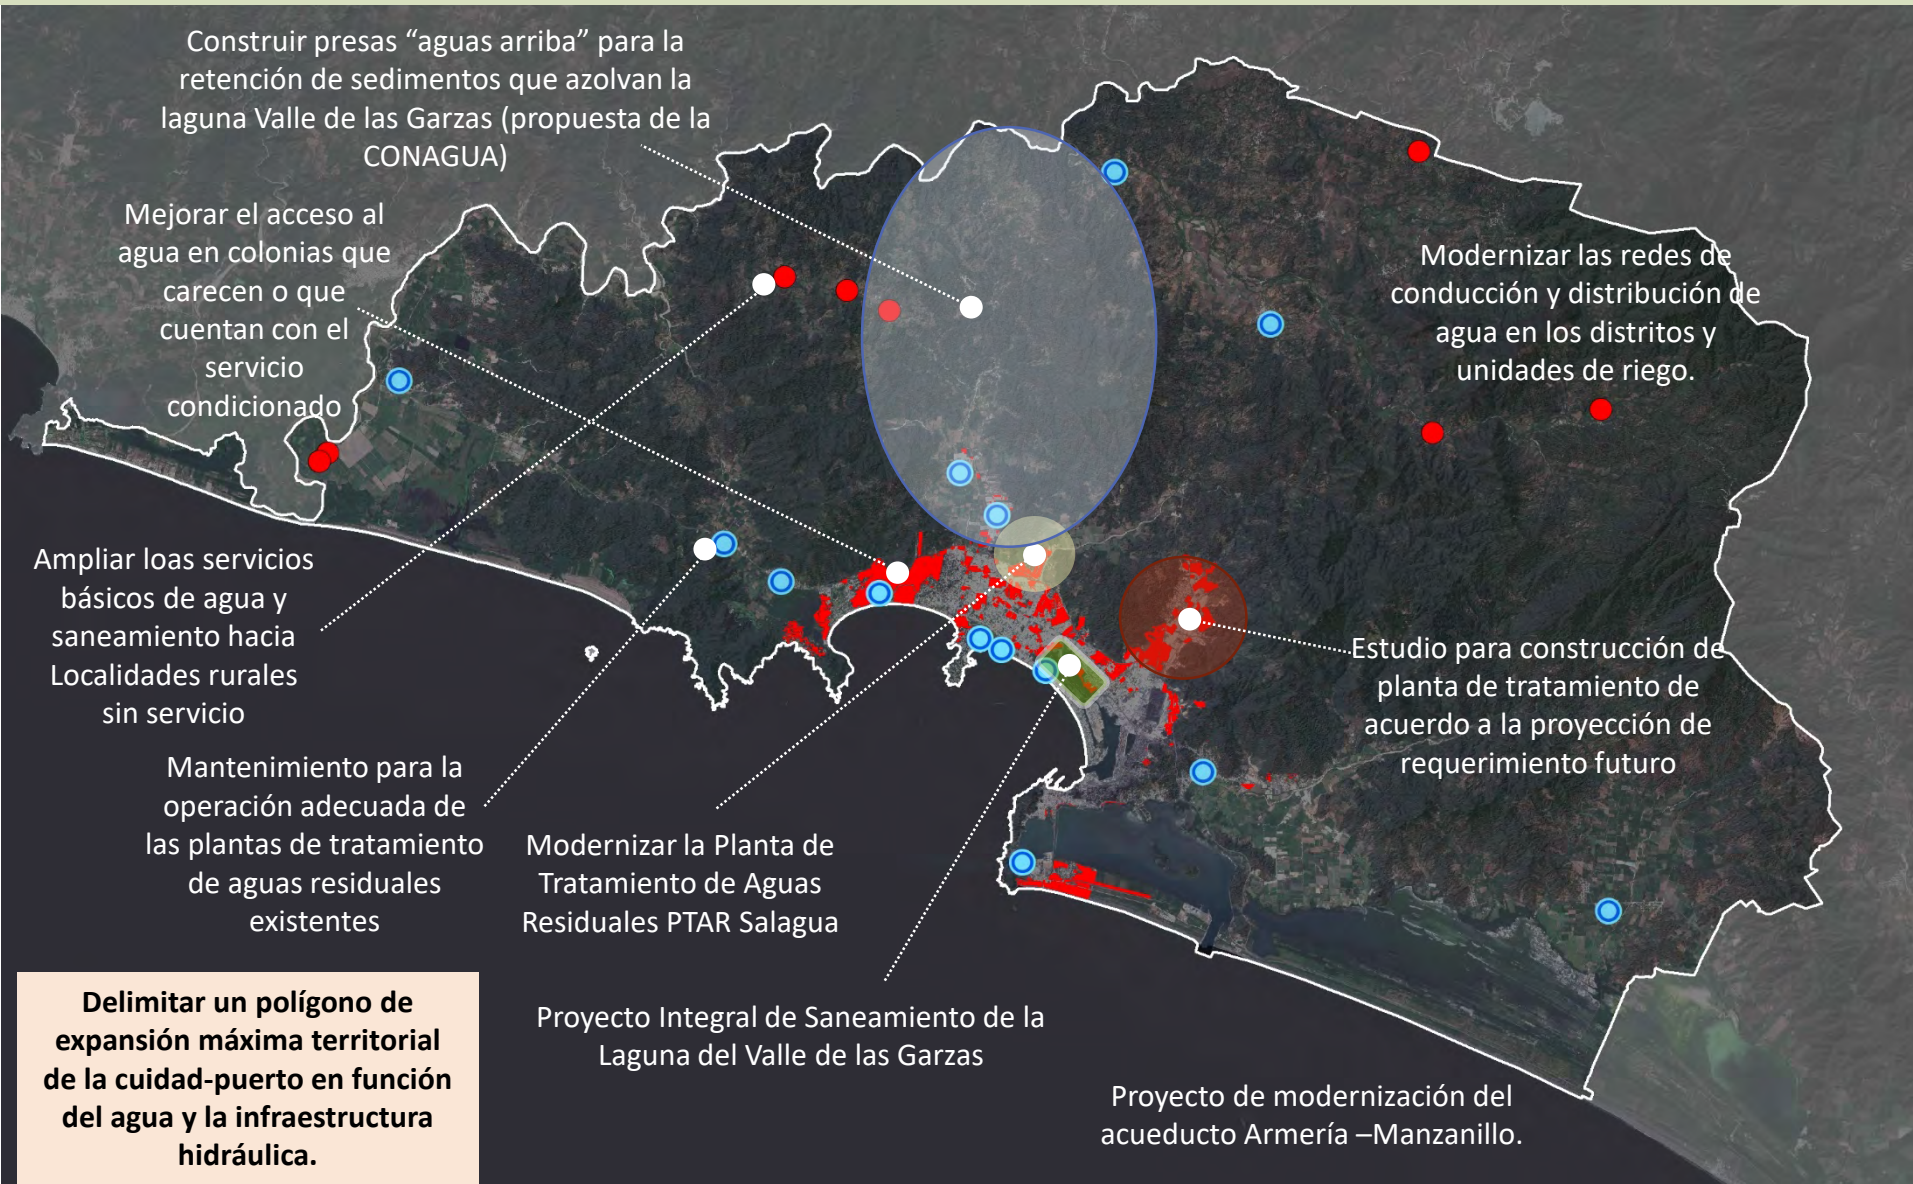 Construir presas “aguas arriba” para la
retención de sedimentos que azolvan la
laguna Valle de las Garzas (propuesta de la
CONAGUA)
Mejorar el acceso al
agua en colonias que
carecen o que
cuentan con el
servicio
condicionado
Modernizar las redes de
conducción y distribución de
agua en los distritos y
unidades de riego.
Ampliar loas servicios
básicos de agua y
saneamiento hacia
Localidades rurales
sin servicio
Estudio para construcción de
planta de tratamiento de
acuerdo a la proyección de
requerimiento futuro
Mantenimiento para la
operación adecuada de
las plantas de tratamiento
de aguas residuales
existentes
Modernizar la Planta de
Tratamiento de Aguas
Residuales PTAR Salagua
Delimitar un polígono de
expansión máxima territorial
de la cuidad-puerto en función
del agua y la infraestructura
hidráulica.
Proyecto Integral de Saneamiento de la
Laguna del Valle de las Garzas
Proyecto de modernización del
acueducto Armería –Manzanillo.